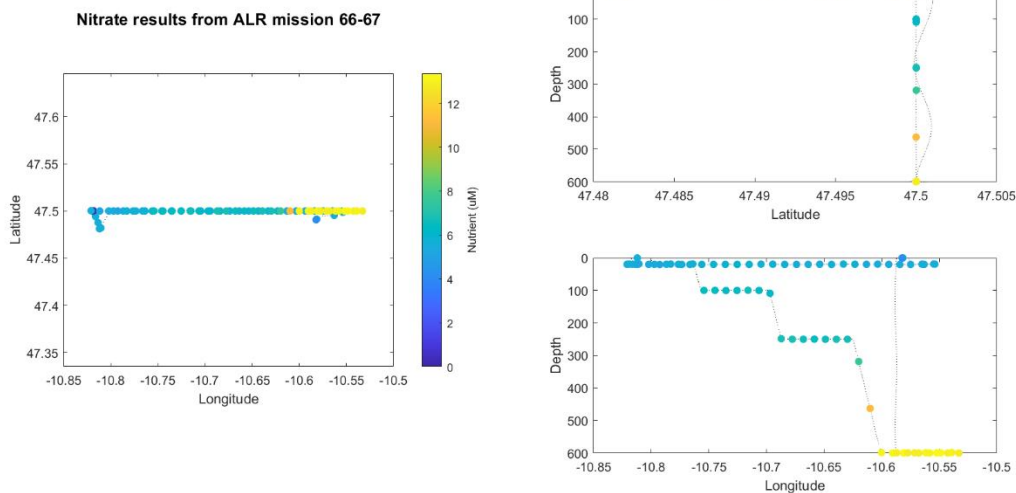 Nitrate results from ALR mission 66-67
47.6
47.55
47.5
47.45
47.4
47.35
Latitude
-10.85 -10.8 -10.75 -10.7 -10.65 -10.6 -10.55 -10.5
Longitude
12
10
8
6
4
2
0
Nutrient (uM)
100
200
300
400
500
600
Depth
47.48 47.485 47.49 47.495 47.5 47.505
Latitude
0
100
200
300
400
500
600
Depth
-10.85 -10.8 -10.75 -10.7 -10.65 -10.6 -10.55 -10.5
Longitude